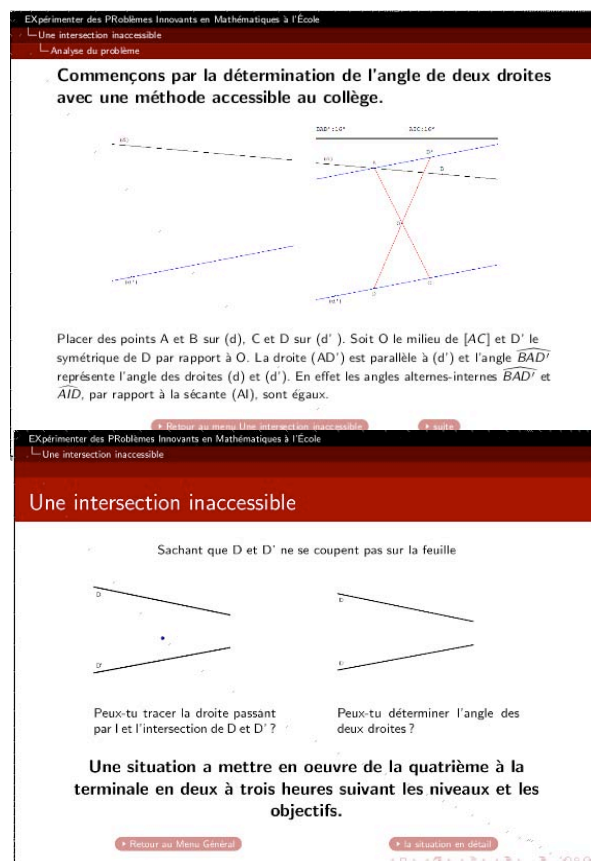 EXpérimenter des PRoblèmes Innovants en Mathématiques à l'École
Une intersection inaccessible
Analyse du problème
Commençons par la détermination de l'angle de deux droites
avec une méthode accessible au collège.
BAD':16° AIC:16°
(d)
(d)
A
D'
B
O
(d')
(d')
Placer des points A et B sur (d), C et D sur (d' ). Soit O le milieu de [AC] et D' le
symétrique de D par rapport à O. La droite (AD') est parallèle à (d') et l'angle BAD'
représente l'angle des droites (d) et (d'). En effet les angles alternes-internes BAD' et
AID, par rapport à la sécante (AI), sont égaux.
Retour au menu Une intersection inaccessible suite
EXpérimenter des PRoblèmes Innovants en Mathématiques à l'École
Une intersection inaccessible
Une intersection inaccessible
Sachant que D et D' ne se coupent pas sur la feuille
D
D
D'
D'
Peux-tu tracer la droite passant
par I et l'intersection de D et D' ?
Peux-tu déterminer l'angle des
deux droites ?
Une situation a mettre en oeuvre de la quatrième à la
terminale en deux à trois heures suivant les niveaux et les
objectifs.
Retour au Menu Général la situation en détail